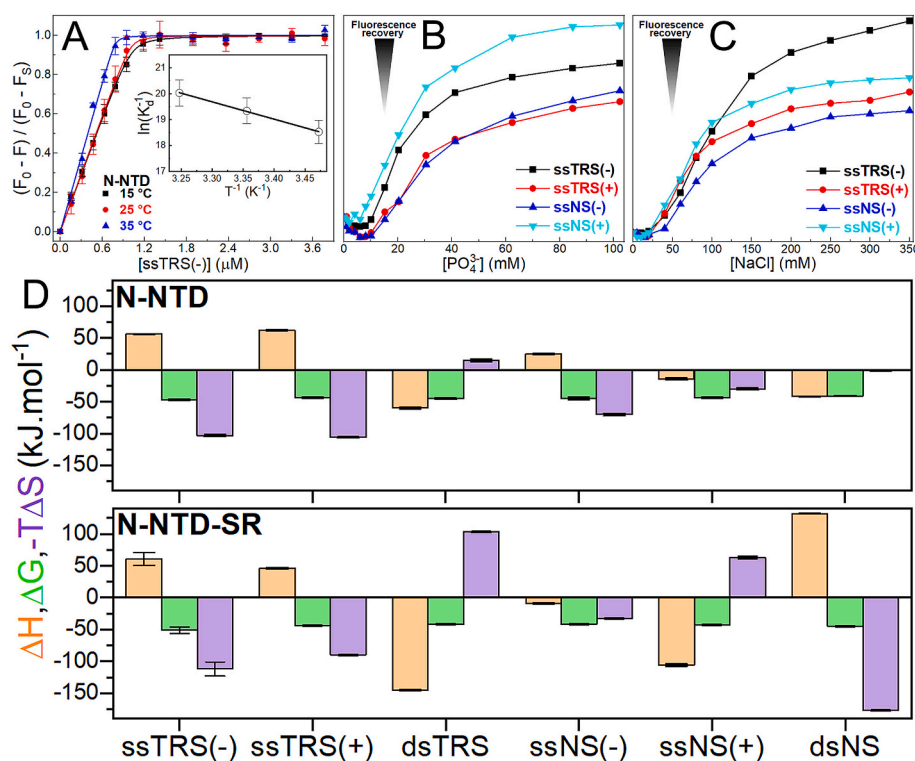 A
(F₀ - F) / (F₀ - Fₛ)
1.0
0.8
0.6
0.4
0.2
0.0
0.0 0.6 1.2 1.8 2.4 3.0 3.6
[ssTRS(-)] (μM)
N-NTD
15 °C
25 °C
35 °C
ln(K_d⁻¹)
21
20
19
18
17
3.25 3.30 3.35 3.40 3.45
T⁻¹ (K⁻¹)
Fluorescence
recovery
B
ssTRS(-)
ssTRS(+)
ssNS(-)
ssNS(+)
0 20 40 60 80 100
[PO₄³⁻] (mM)
Fluorescence
recovery
C
ssTRS(-)
ssTRS(+)
ssNS(-)
ssNS(+)
0 50 100 150 200 250 300 350
[NaCl] (mM)
D
ΔH,ΔG,-TΔS (kJ.mol⁻¹)
N-NTD
100
50
0
-50
-100
-150
N-NTD-SR
100
50
0
-50
-100
-150
ssTRS(-) ssTRS(+) dsTRS ssNS(-) ssNS(+) dsNS